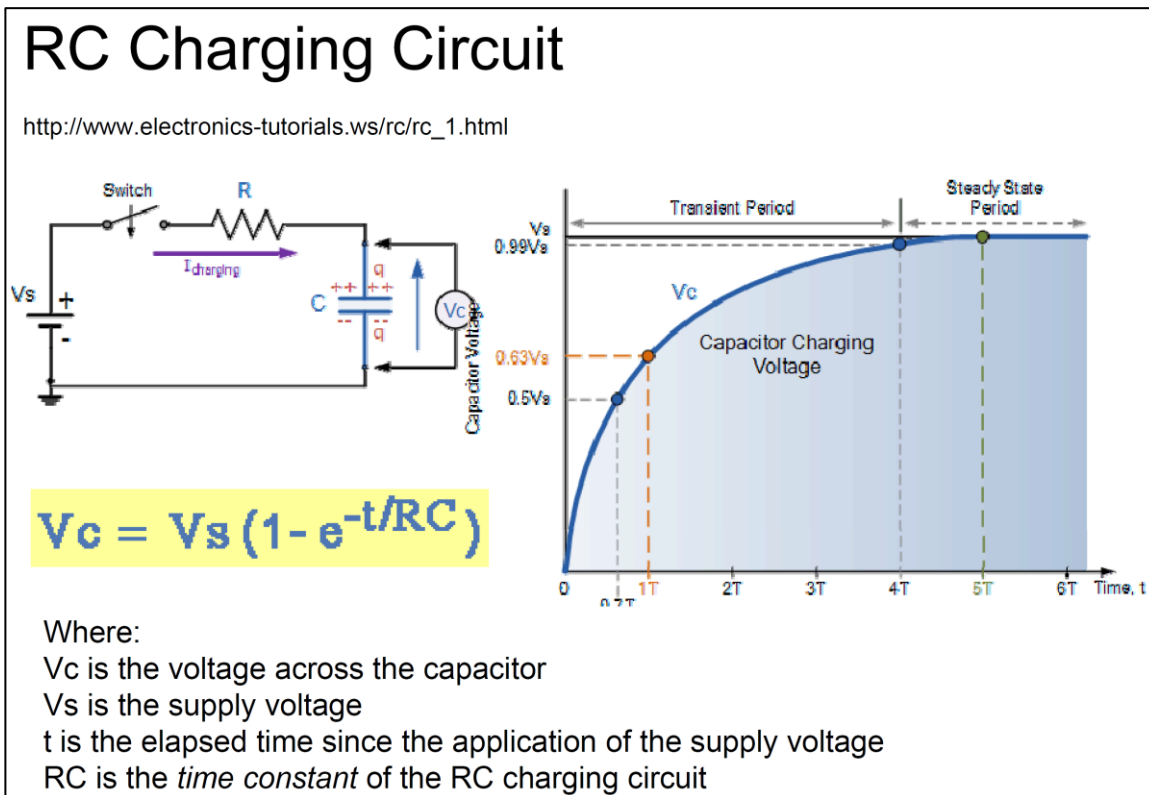 RC Charging Circuit
http://www.electronics-tutorials.ws/rc/rc_1.html
Switch
R
Icharging
Vs
+
-
C
++ ++
q
-- --
q
Vc
Capacitor Voltage
Transient Period
Steady State
Period
Vs
0.99Vs
0.63Vs
0.5Vs
Vc
Capacitor Charging
Voltage
0
0.7T
1T
2T
3T
4T
5T
6T
Time, t
Vc = Vs (1 - e^-t/RC)
Where:
Vc is the voltage across the capacitor
Vs is the supply voltage
t is the elapsed time since the application of the supply voltage
RC is the time constant of the RC charging circuit